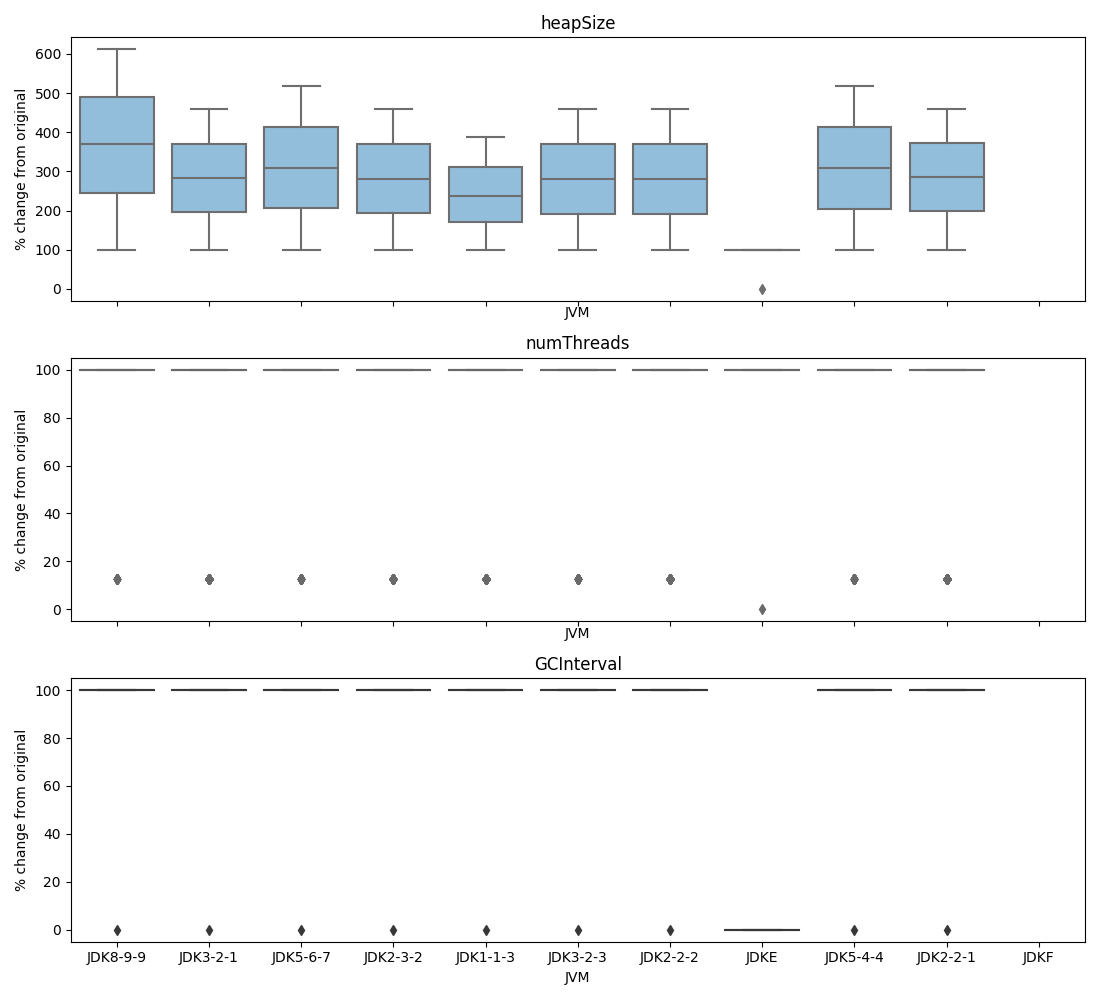 heapSize
% change from original
600
500
400
300
200
100
0
JVM
numThreads
% change from original
100
80
60
40
20
0
JVM
GCInterval
% change from original
100
80
60
40
20
0
JDK8-9-9 JDK3-2-1 JDK5-6-7 JDK2-3-2 JDK1-1-3 JDK3-2-3 JDK2-2-2 JDKE JDK5-4-4 JDK2-2-1 JDKF
JVM